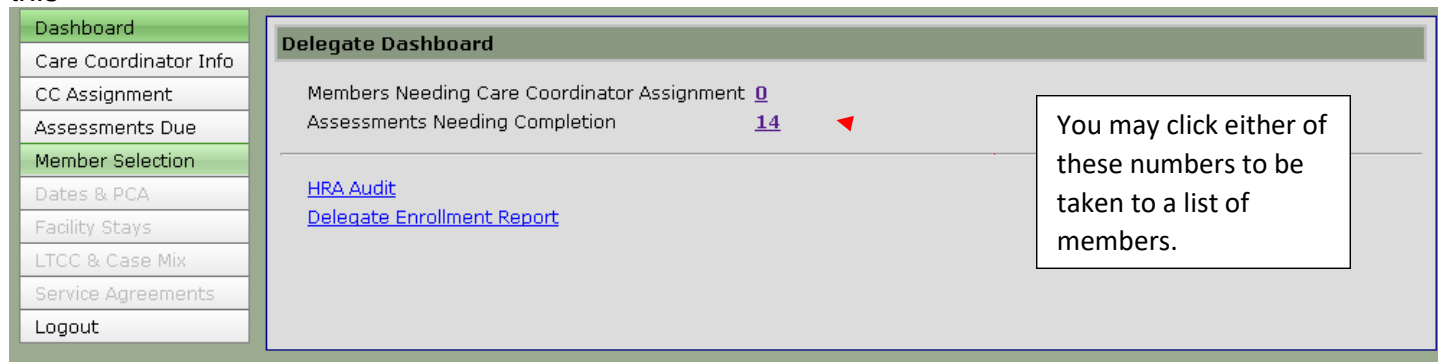 this
Dashboard
Care Coordinator Info
CC Assignment
Assessments Due
Member Selection
Dates & PCA
Facility Stays
LTCC & Case Mix
Service Agreements
Logout
Delegate Dashboard
Members Needing Care Coordinator Assignment 0
Assessments Needing Completion 14
HRA Audit
Delegate Enrollment Report
You may click either of
these numbers to be
taken to a list of
members.